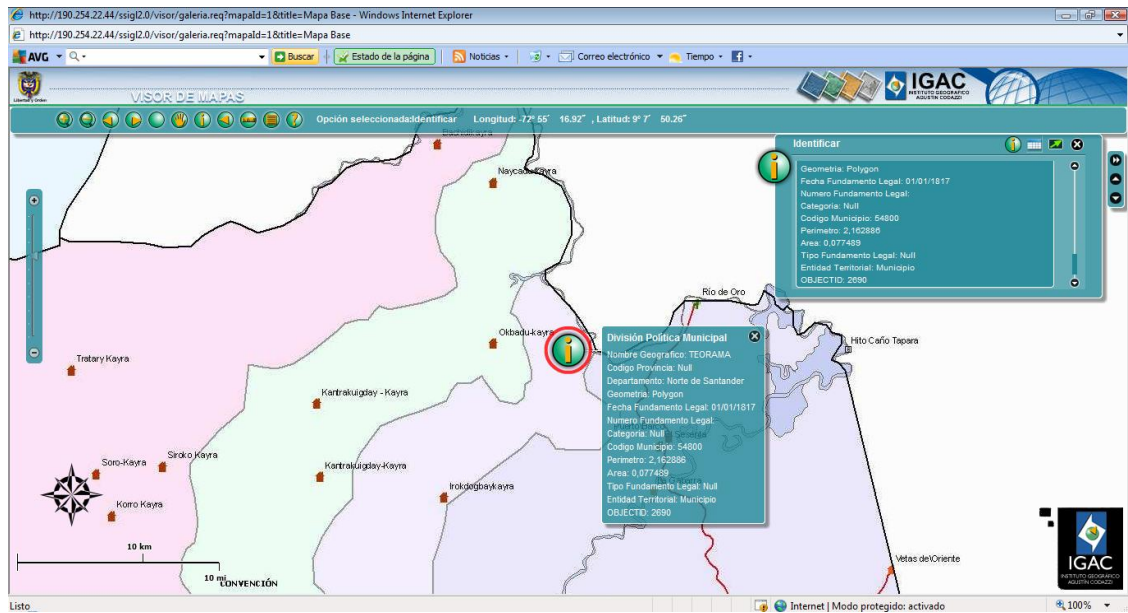 http://190.254.22.44/ssigl2.0/visor/galeria.req?mapaId=1&title=Mapa Base - Windows Internet Explorer
http://190.254.22.44/ssigl2.0/visor/galeria.req?mapaId=1&title=Mapa Base
AVG
Buscar
Estado de la página
Noticias
Correo electrónico
Tiempo
Libertad y Orden
VISOR DE MAPAS
IGAC
INSTITUTO GEOGRAFICO
AGUSTIN CODAZZI
Opción seleccionada:Identificar Longitud: -72° 55´ 16.92˝ , Latitud: 9° 7´ 50.26˝
Bachidikayra
Naycadu-Kayra
Identificar
Geometria: Polygon
Fecha Fundamento Legal: 01/01/1817
Numero Fundamento Legal:
Categoria: Null
Codigo Municipio: 54800
Perimetro: 2,162886
Area: 0,077489
Tipo Fundamento Legal: Null
Entidad Territorial: Municipio
OBJECTID: 2690
Río de Oro
Okbadu-kayra
Hito Caño Tapara
División Política Municipal
Nombre Geografico: TEORAMA
Codigo Provincia: Null
Departamento: Norte de Santander
Geometria: Polygon
Fecha Fundamento Legal: 01/01/1817
Numero Fundamento Legal:
Categoria: Null
Codigo Municipio: 54800
Perimetro: 2,162886
Area: 0,077489
Tipo Fundamento Legal: Null
Entidad Territorial: Municipio
OBJECTID: 2690
Tratary Kayra
Kantrakuigday - Kayra
Soro-Kayra
Siroko Kayra
Kantrakuigday-Kayra
Irokdogbaykayra
Korro Kayra
10 km
10 mi
CONVENCIÓN
Vetas de Oriente
IGAC
INSTITUTO GEOGRAFICO
AGUSTIN CODAZZI
Listo
Internet | Modo protegido: activado
100%